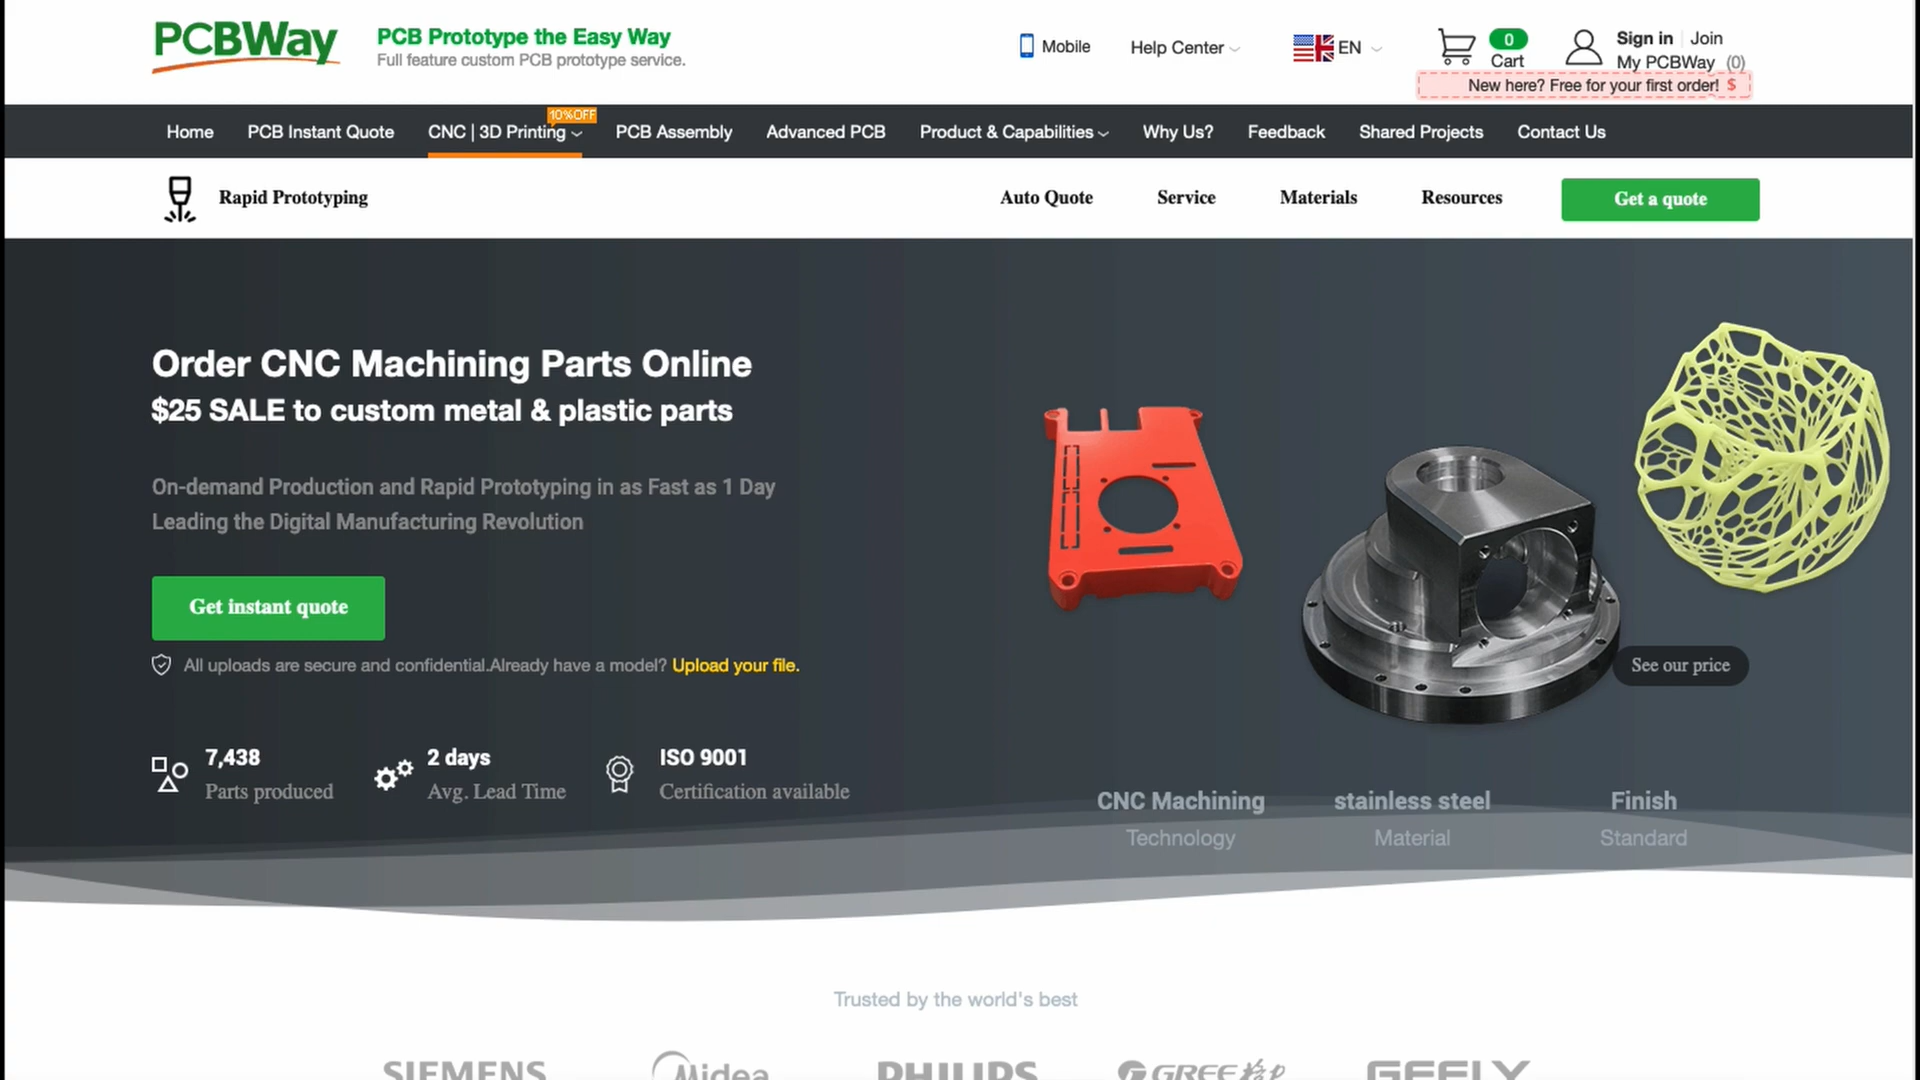 PCBWay
PCB Prototype the Easy Way
Full feature custom PCB prototype service.
Mobile
Help Center
EN
0
Cart
Sign in
Join
My PCBWay (0)
New here? Free for your first order! $
10%OFF
Home
PCB Instant Quote
CNC | 3D Printing
PCB Assembly
Advanced PCB
Product & Capabilities
Why Us?
Feedback
Shared Projects
Contact Us
Rapid Prototyping
Auto Quote
Service
Materials
Resources
Get a quote
Order CNC Machining Parts Online
$25 SALE to custom metal & plastic parts
On-demand Production and Rapid Prototyping in as Fast as 1 Day
Leading the Digital Manufacturing Revolution
Get instant quote
All uploads are secure and confidential.Already have a model? Upload your file.
See our price
7,438
Parts produced
2 days
Avg. Lead Time
ISO 9001
Certification available
CNC Machining
Technology
stainless steel
Material
Finish
Standard
Trusted by the world's best
SIEMENS
Midea
PHILIPS
GREE格力
GEELY